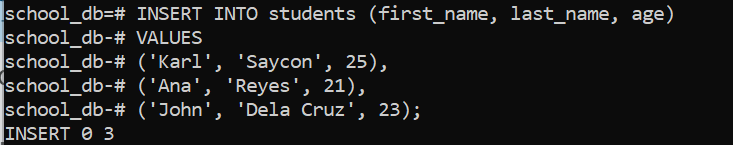 school_db=# INSERT INTO students (first_name, last_name, age)
school_db-# VALUES
school_db-# ('Karl', 'Saycon', 25),
school_db-# ('Ana', 'Reyes', 21),
school_db-# ('John', 'Dela Cruz', 23);
INSERT 0 3